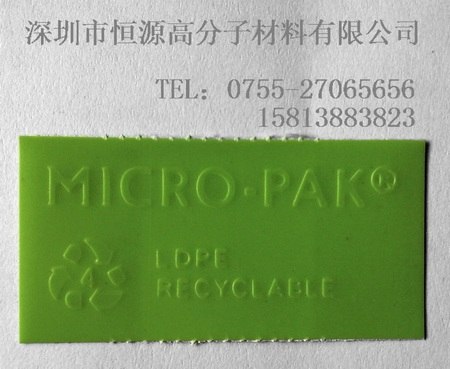 深圳市恒源高分子材料有限公司
TEL：0755-27065656
15813883823
MICRO·PAK®
4
LDPE
RECYCLABLE